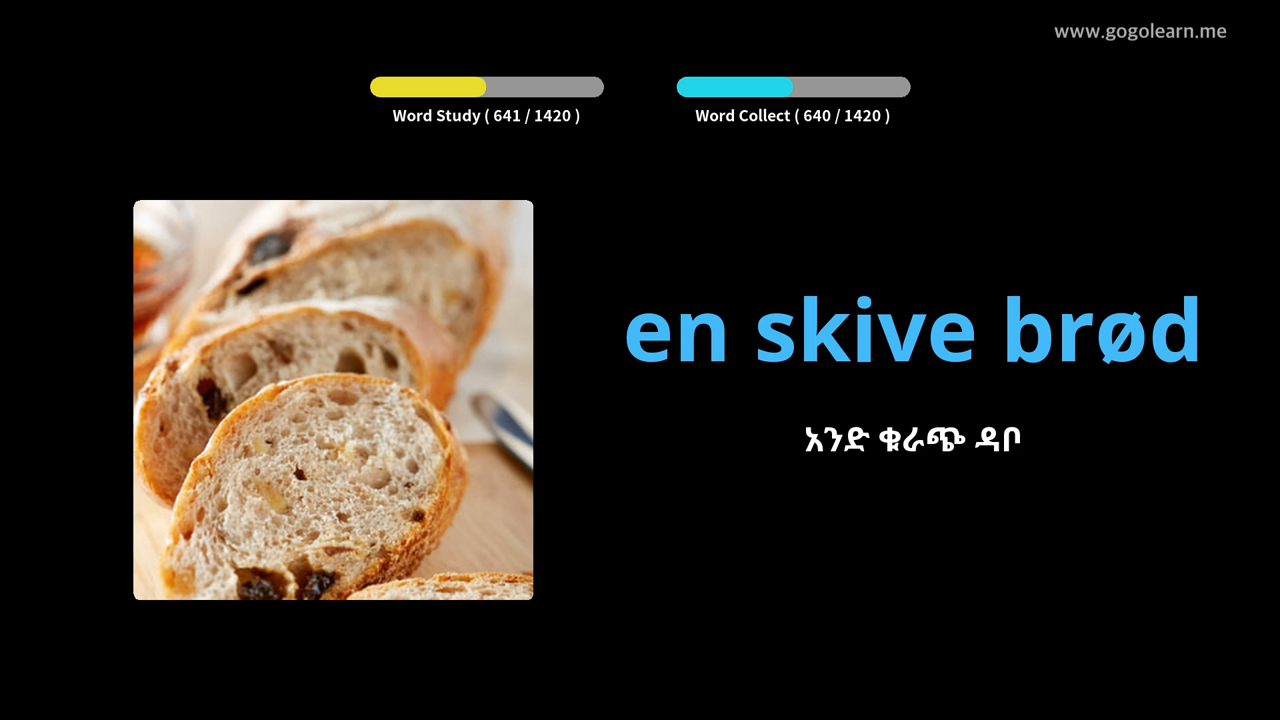 www.gogolearn.me
Word Study ( 641 / 1420 )
Word Collect ( 640 / 1420 )
en skive brød
አንድ ቁራጭ ዳቦ